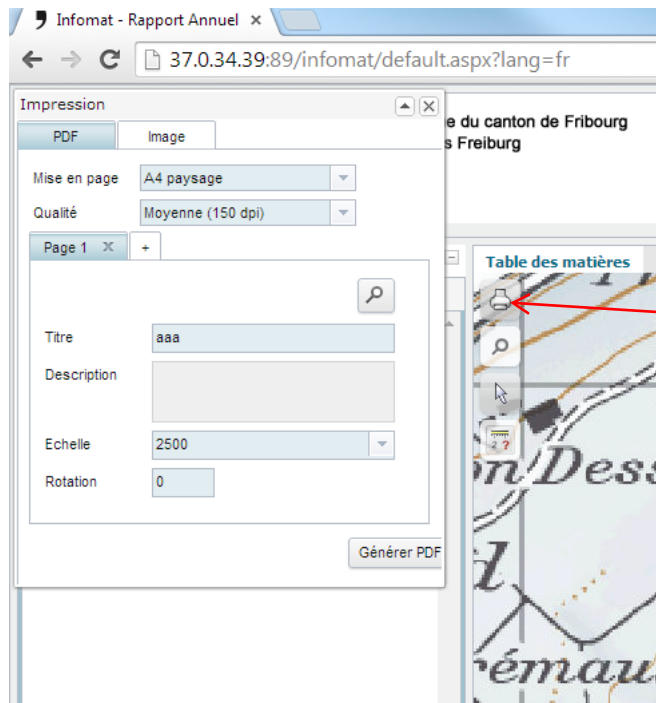 Infomat - Rapport Annuel
37.0.34.39:89/infomat/default.aspx?lang=fr
Impression
e du canton de Fribourg
s Freiburg
PDF Image
Mise en page A4 paysage
Qualité Moyenne (150 dpi)
Page 1 +
Table des matières
Titre aaa
Description
Echelle 2500
Rotation 0
Générer PDF
2 ?
on Dess
d
rémau